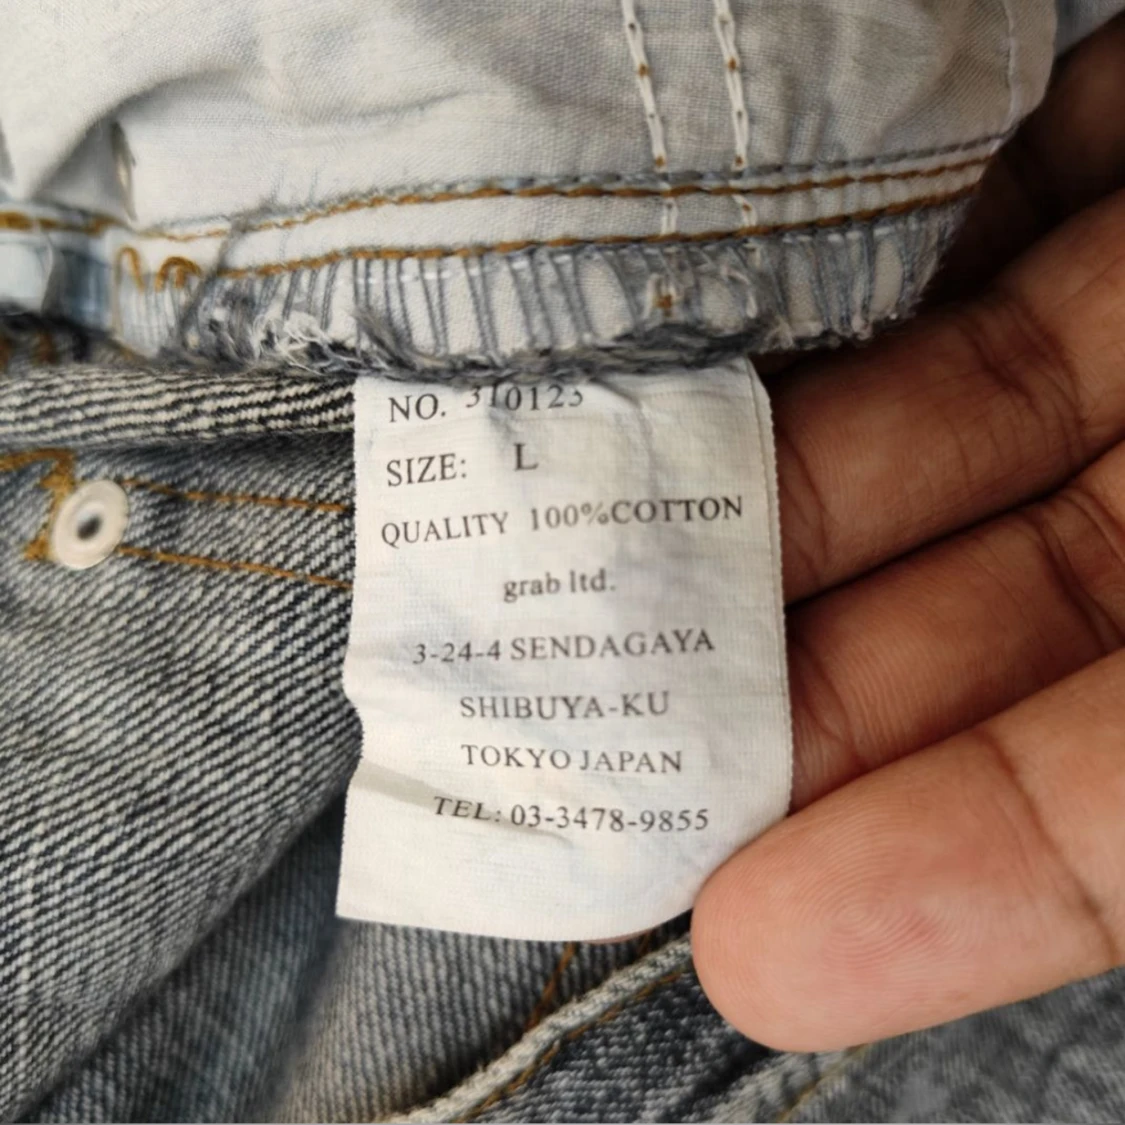 NO. 310123
SIZE: L
QUALITY 100%COTTON
grab ltd.
3-24-4 SENDAGAYA
SHIBUYA-KU
TOKYO JAPAN
TEL: 03-3478-9855